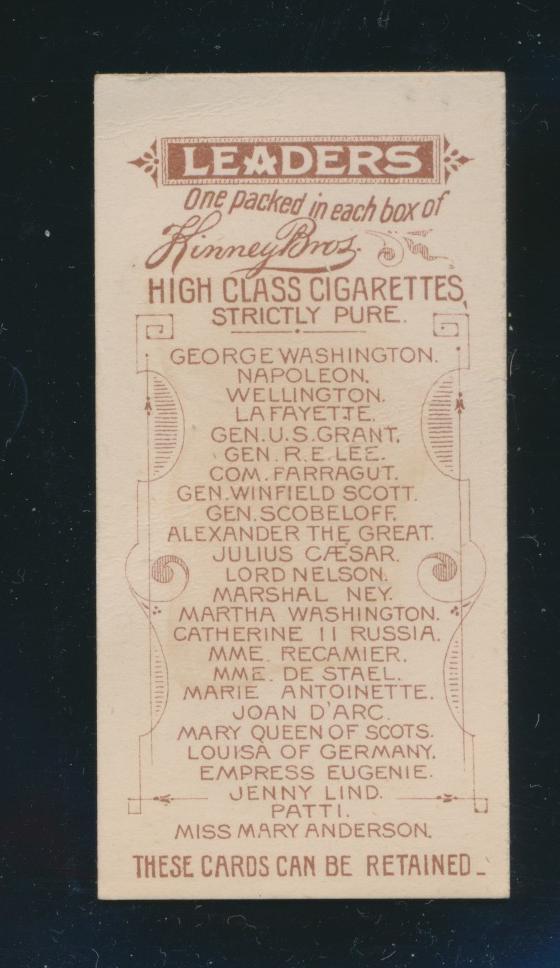 LEADERS
One packed in each box of
Kinney Bros.
HIGH CLASS CIGARETTES,
STRICTLY PURE.
GEORGE WASHINGTON.
NAPOLEON.
WELLINGTON.
LA FAYETTE.
GEN. U. S. GRANT.
GEN. R. E. LEE.
COM. FARRAGUT.
GEN. WINFIELD SCOTT.
GEN. SCOBELOFF.
ALEXANDER THE GREAT.
JULIUS CÆSAR.
LORD NELSON.
MARSHAL NEY.
MARTHA WASHINGTON.
CATHERINE II RUSSIA.
MME. RECAMIER.
MME. DE STAEL.
MARIE ANTOINETTE.
JOAN D'ARC.
MARY QUEEN OF SCOTS.
LOUISA OF GERMANY.
EMPRESS EUGENIE.
JENNY LIND.
PATTI.
MISS MARY ANDERSON.
THESE CARDS CAN BE RETAINED_